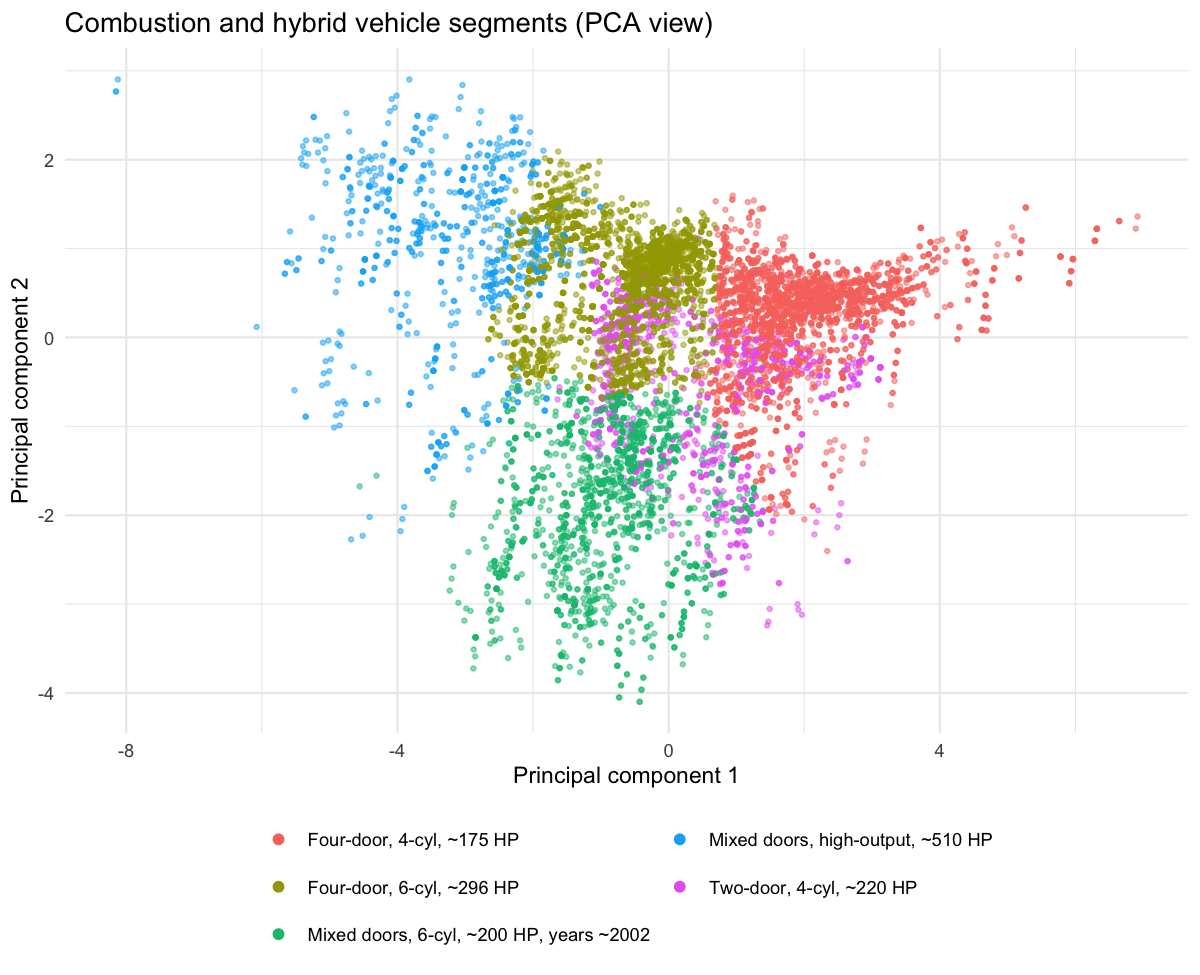 Combustion and hybrid vehicle segments (PCA view)
Principal component 2
2
0
-2
-4
-8
-4
0
4
Principal component 1
Four-door, 4-cyl, ~175 HP
Mixed doors, high-output, ~510 HP
Four-door, 6-cyl, ~296 HP
Two-door, 4-cyl, ~220 HP
Mixed doors, 6-cyl, ~200 HP, years ~2002